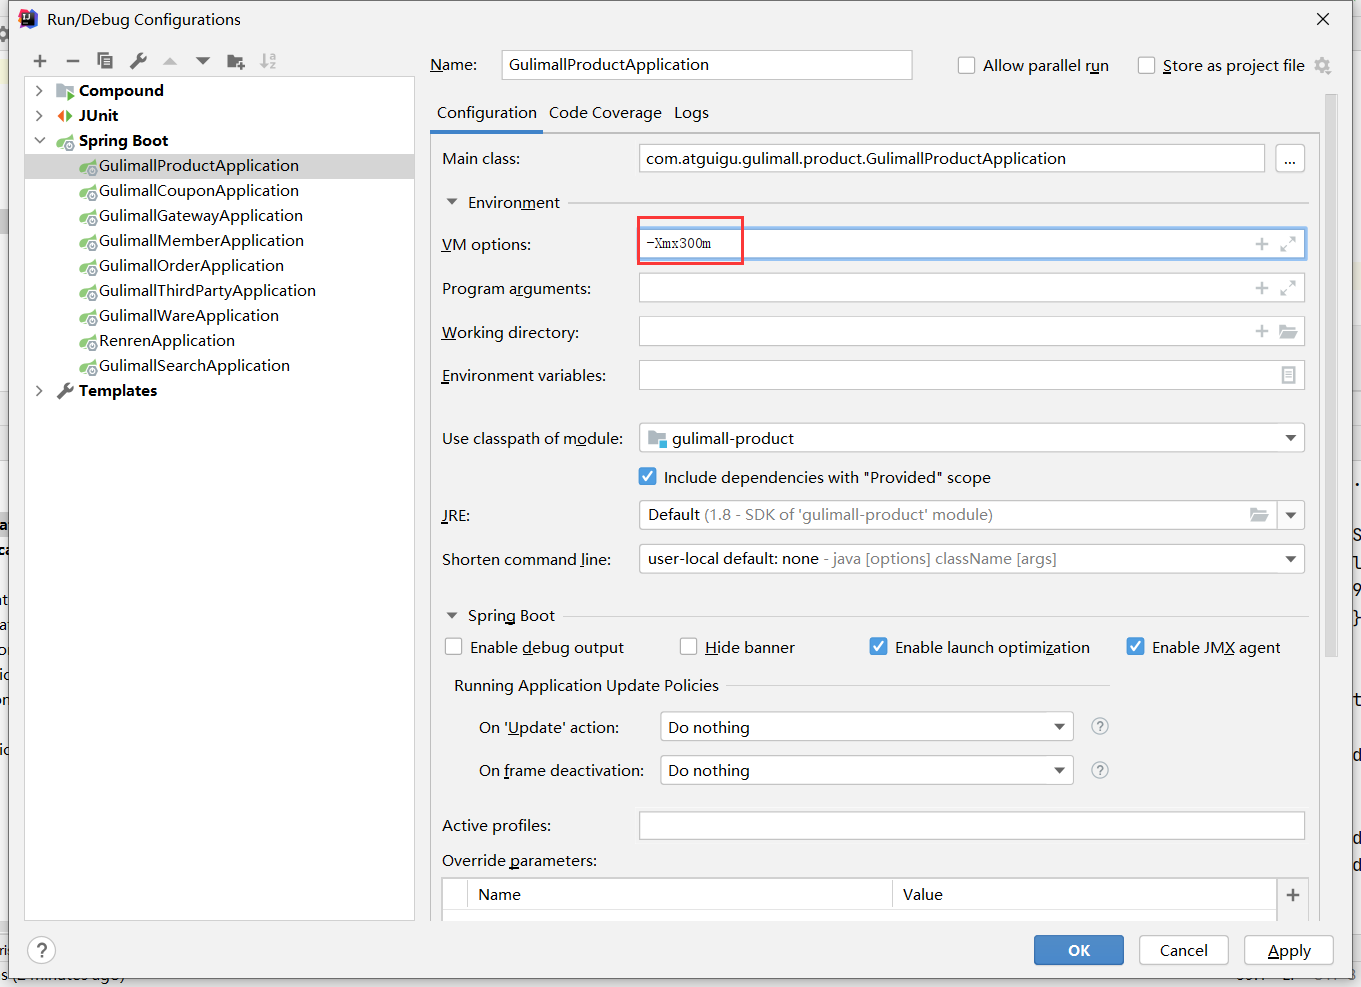 Run/Debug Configurations
Name: GulimallProductApplication Allow parallel run Store as project file
Compound
JUnit
Spring Boot
GulimallProductApplication
GulimallCouponApplication
GulimallGatewayApplication
GulimallMemberApplication
GulimallOrderApplication
GulimallThirdPartyApplication
GulimallWareApplication
RenrenApplication
GulimallSearchApplication
Templates
Configuration Code Coverage Logs
Main class: com.atguigu.gulimall.product.GulimallProductApplication ...
Environment
VM options: -Xmx300m
Program arguments:
Working directory:
Environment variables:
Use classpath of module: gulimall-product
Include dependencies with "Provided" scope
JRE: Default (1.8 - SDK of 'gulimall-product' module)
Shorten command line: user-local default: none - java [options] className [args]
Spring Boot
Enable debug output Hide banner Enable launch optimization Enable JMX agent
Running Application Update Policies
On 'Update' action: Do nothing ?
On frame deactivation: Do nothing ?
Active profiles:
Override parameters:
Name Value
? OK Cancel Apply